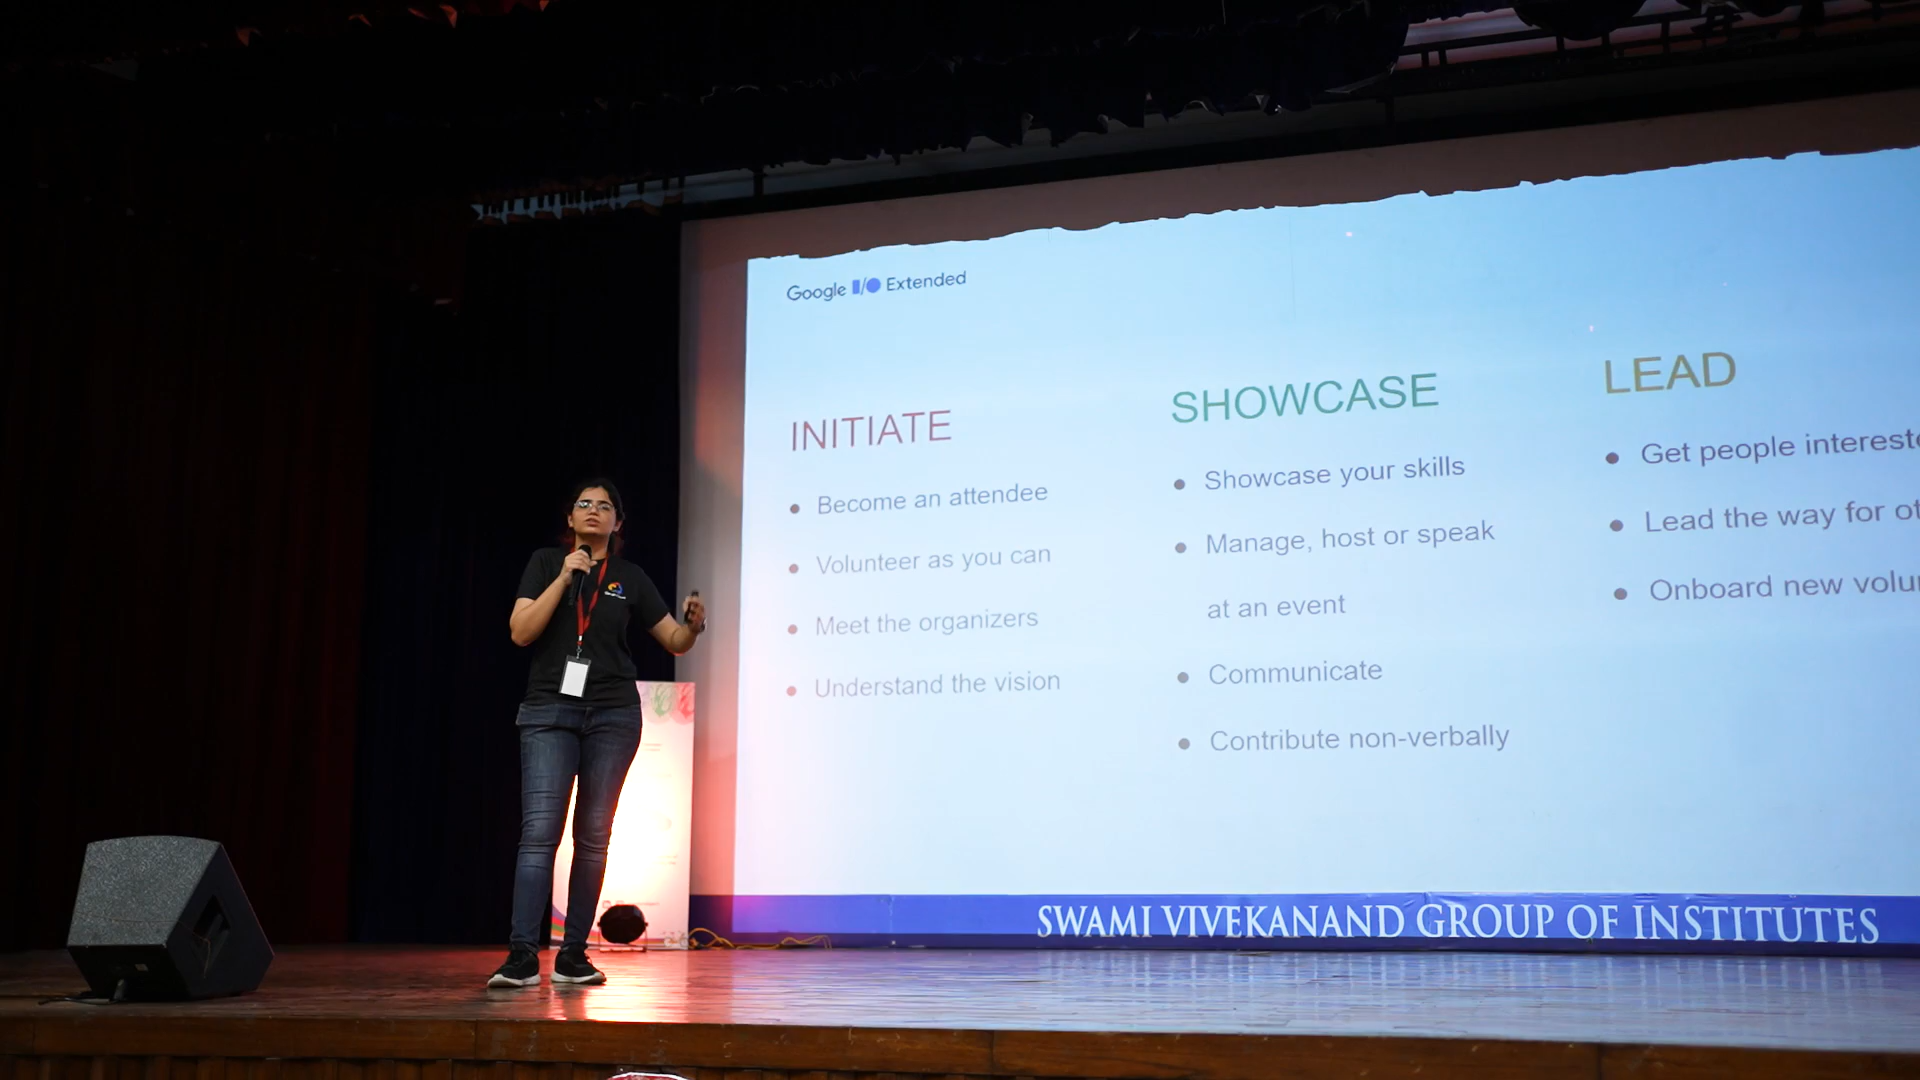 Google I/O Extended
INITIATE
Become an attendee
Volunteer as you can
Meet the organizers
Understand the vision
SHOWCASE
Showcase your skills
Manage, host or speak
at an event
Communicate
Contribute non-verbally
LEAD
Get people
Lead the way for
Onboard new
SWAMI VIVEKANAND GROUP OF INSTITUTES